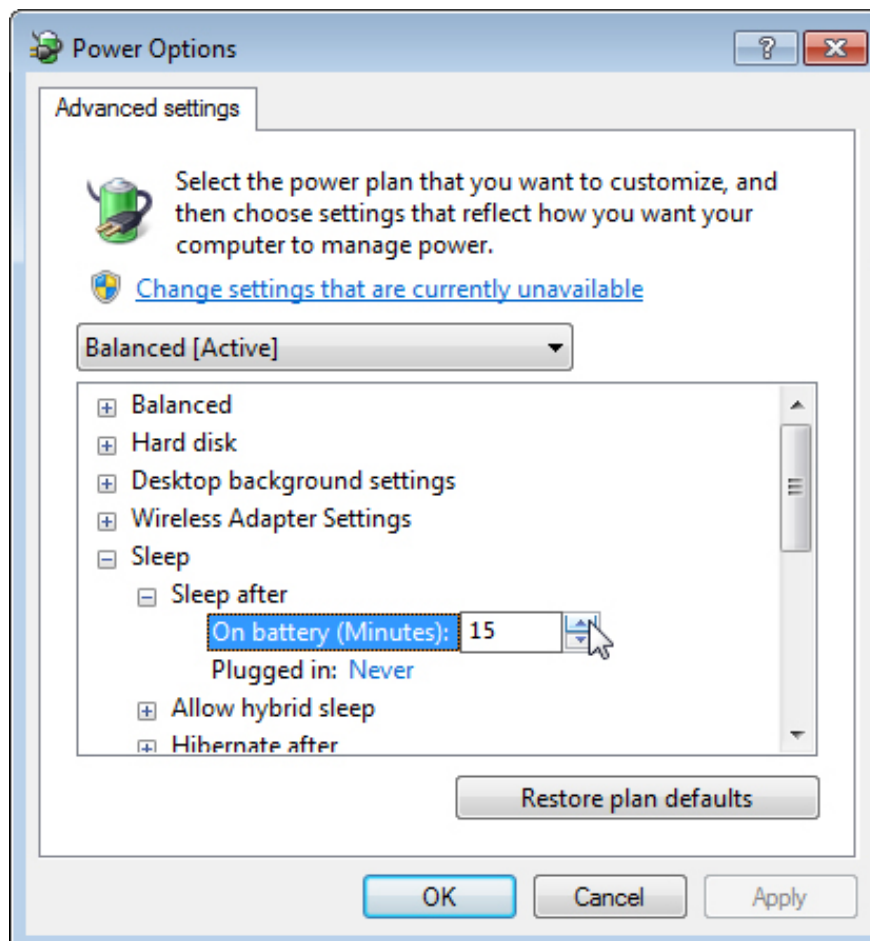 Power Options
?
Advanced settings
Select the power plan that you want to customize, and
then choose settings that reflect how you want your
computer to manage power.
Change settings that are currently unavailable
Balanced [Active]
Balanced
Hard disk
Desktop background settings
Wireless Adapter Settings
Sleep
Sleep after
On battery (Minutes): 15
Plugged in: Never
Allow hybrid sleep
Hibernate after
Restore plan defaults
OK Cancel Apply